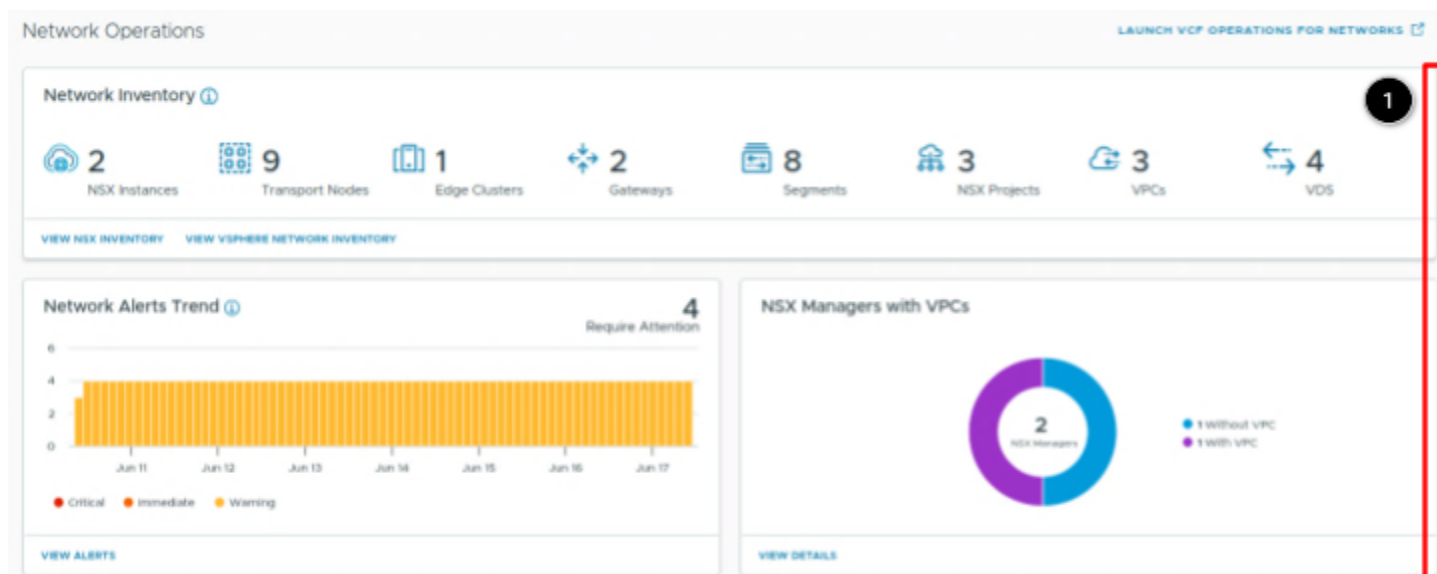 Network Operations
LAUNCH VCF OPERATIONS FOR NETWORKS
Network Inventory
1
2
NSX Instances
9
Transport Nodes
1
Edge Clusters
2
Gateways
8
Segments
3
NSX Projects
3
VPCs
4
VDS
VIEW NSX INVENTORY VIEW VSPHERE NETWORK INVENTORY
Network Alerts Trend
4
Require Attention
6
4
2
0
Jun 11 Jun 12 Jun 13 Jun 14 Jun 15 Jun 16 Jun 17
Critical Immediate Warning
VIEW ALERTS
NSX Managers with VPCs
2
NSX Managers
1 Without VPC
1 With VPC
VIEW DETAILS